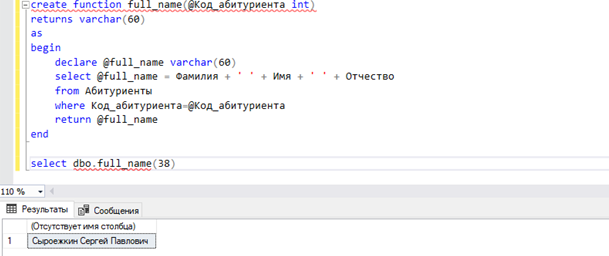 create function full_name(@Код_абитуриента int)
returns varchar(60)
as
begin
declare @full_name varchar(60)
select @full_name = Фамилия + ' ' + Имя + ' ' + Отчество
from Абитуриенты
where Код_абитуриента=@Код_абитуриента
return @full_name
end
select dbo.full_name(38)
110 %
Результаты Сообщения
(Отсутствует имя столбца)
1 Сыроежкин Сергей Павлович